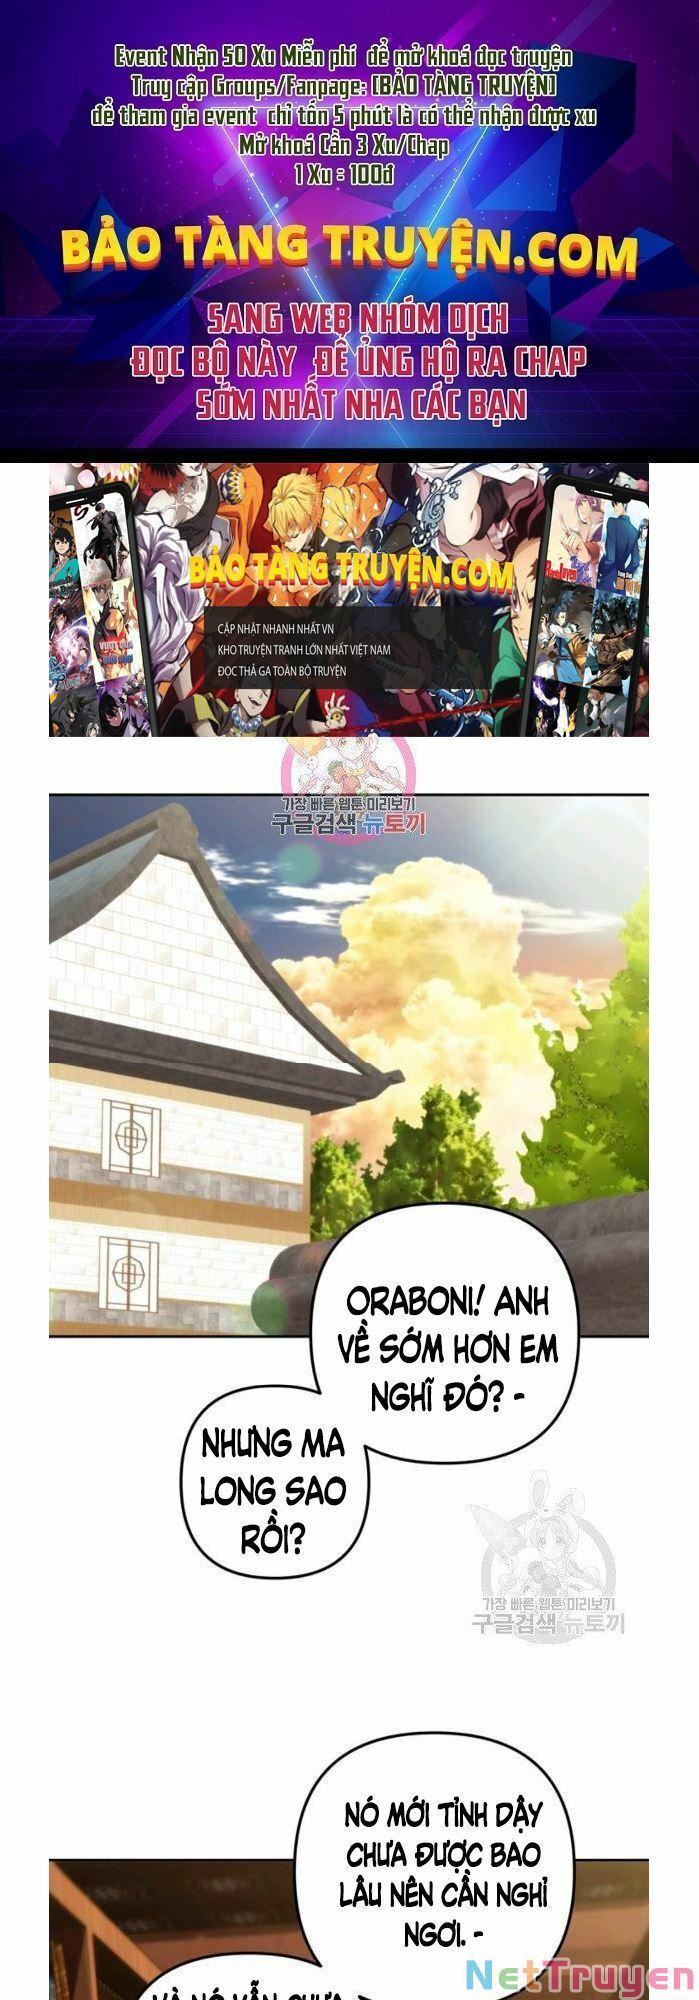 Event Nhận 50 Xu Miễn phí để mở khoá đọc truyện
Truy cập Groups/Fanpage: [BẢO TÀNG TRUYỆN]
để tham gia event chỉ tốn 5 phút là có thể nhận được xu
Mở khoá Cần 3 Xu/Chap
1 Xu = 100đ
BẢO TÀNG TRUYỆN.COM
SANG WEB NHÓM DỊCH
ĐỌC BỘ NÀY ĐỂ ỦNG HỘ RA CHAP
SỚM NHẤT NHA CÁC BẠN
BẢO TÀNG TRUYỆN.COM
CẬP NHẬT NHANH NHẤT VN
KHO TRUYỆN TRANH LỚN NHẤT VIỆT NAM
ĐỌC THẢ GA TOÀN BỘ TRUYỆN
가장 빠른 웹툰 미리보기
구글검색 뉴토끼
ORABONI! ANH
VỀ SỚM HƠN EM
NGHĨ ĐÓ? -
NHƯNG MA
LONG SAO
RỒI?
가장 빠른 웹툰 미리보기
구글검색 뉴토끼
NÓ MỚI TỈNH DẬY
CHƯA ĐƯỢC BAO
LÂU NÊN CẦN NGHỈ
NGƠI. -
NetTruyen